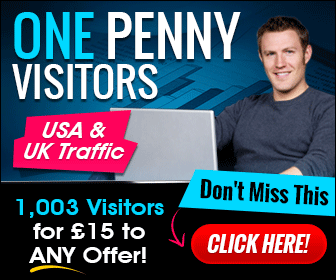 ONE PENNY
VISITORS
USA &
UK Traffic
1,003 Visitors
for £15 to
ANY Offer!
Don't Miss This
CLICK HERE!